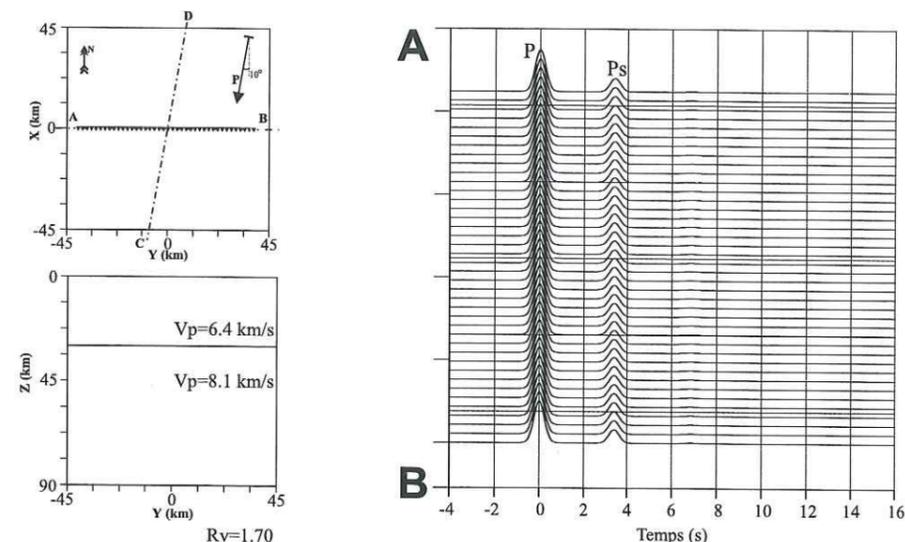 45
D
N
P
10°
X (km)
0
A
B
-45
-45
C
0
45
Y (km)
0
Vp=6.4 km/s
Z (km)
45
Vp=8.1 km/s
90
-45
0
45
Y (km)
Rv=1.70
A
P
Ps
B
-4 -2 0 2 4 6 8 10 12 14 16
Temps (s)